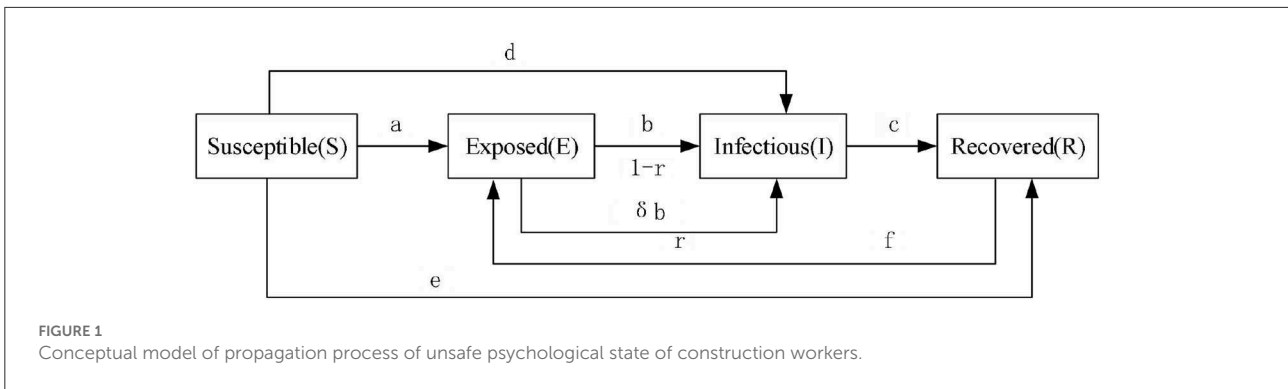 d
a
b
c
Susceptible(S)
Exposed(E)
Infectious(I)
Recovered(R)
1-r
δb
r
f
e
FIGURE 1
Conceptual model of propagation process of unsafe psychological state of construction workers.